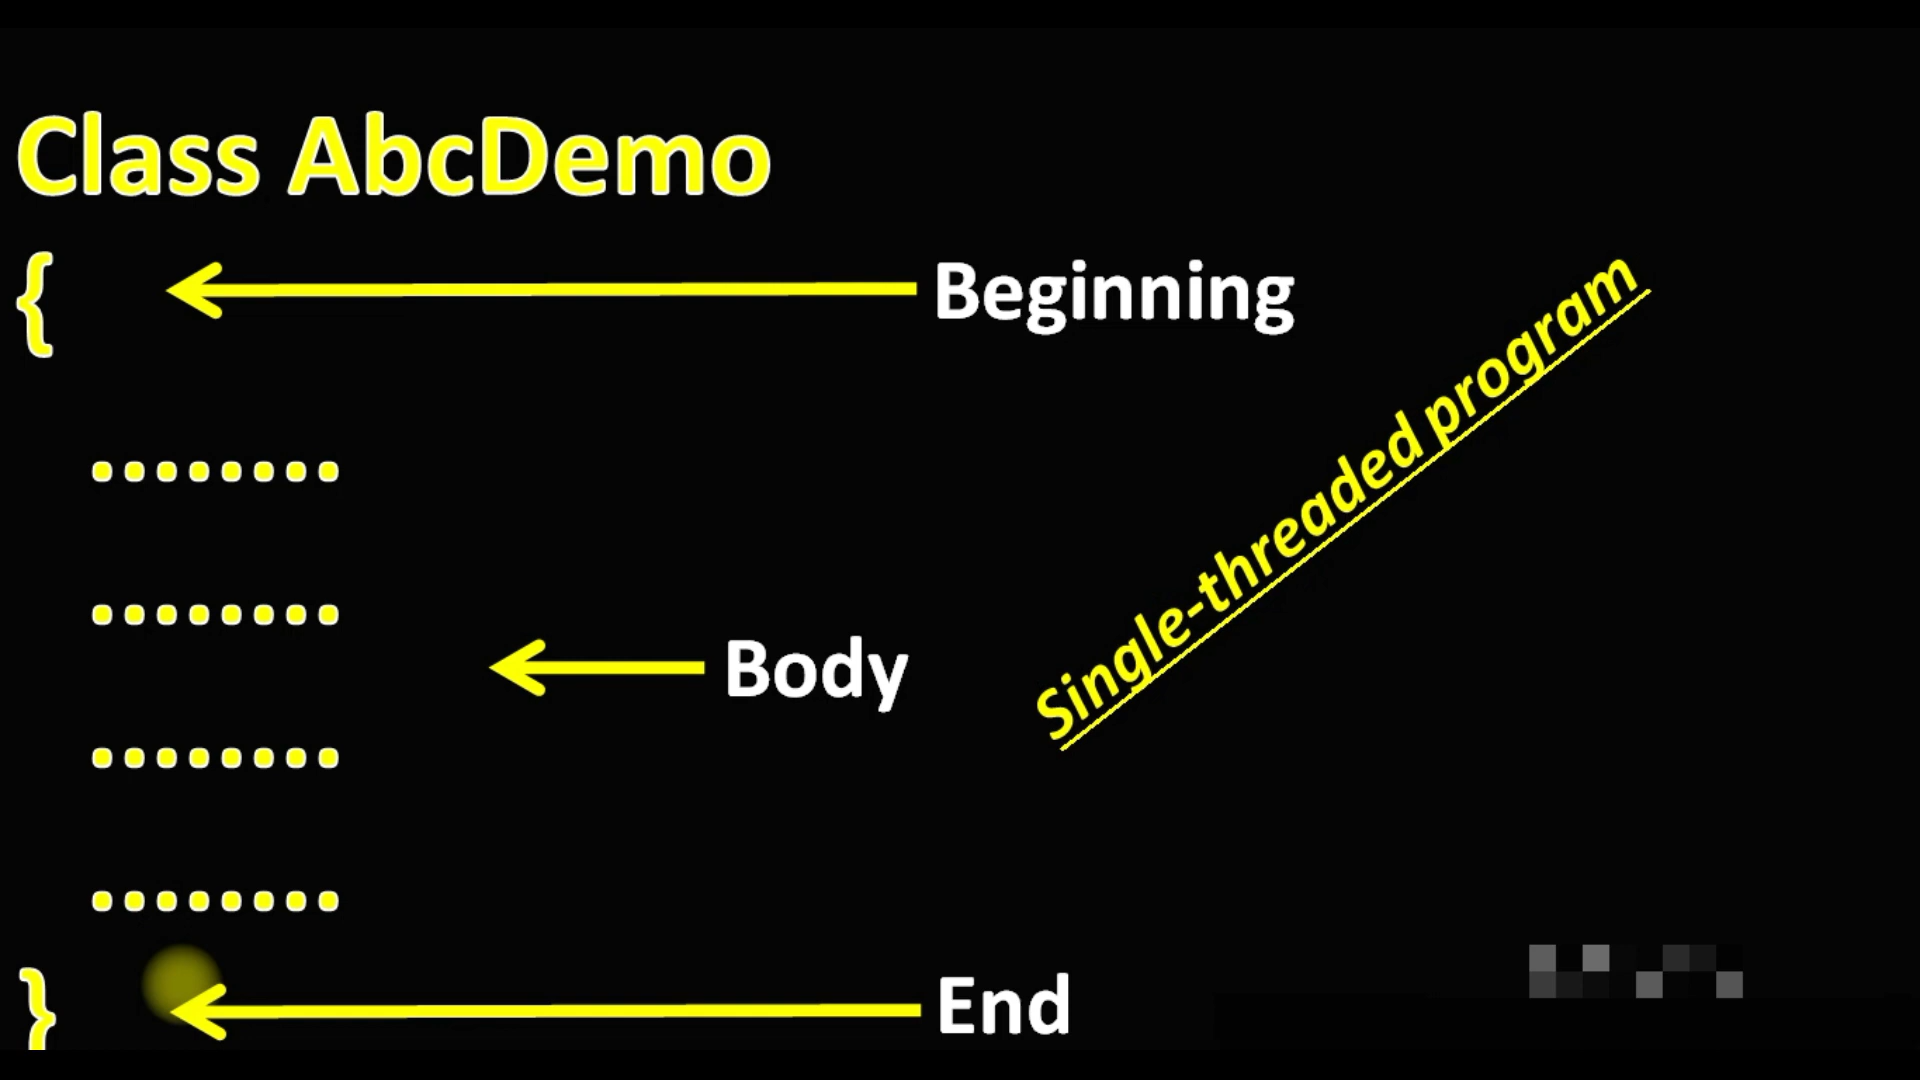 Class AbcDemo
{
Beginning
........
Single-threaded program
........
Body
........
........
}
End